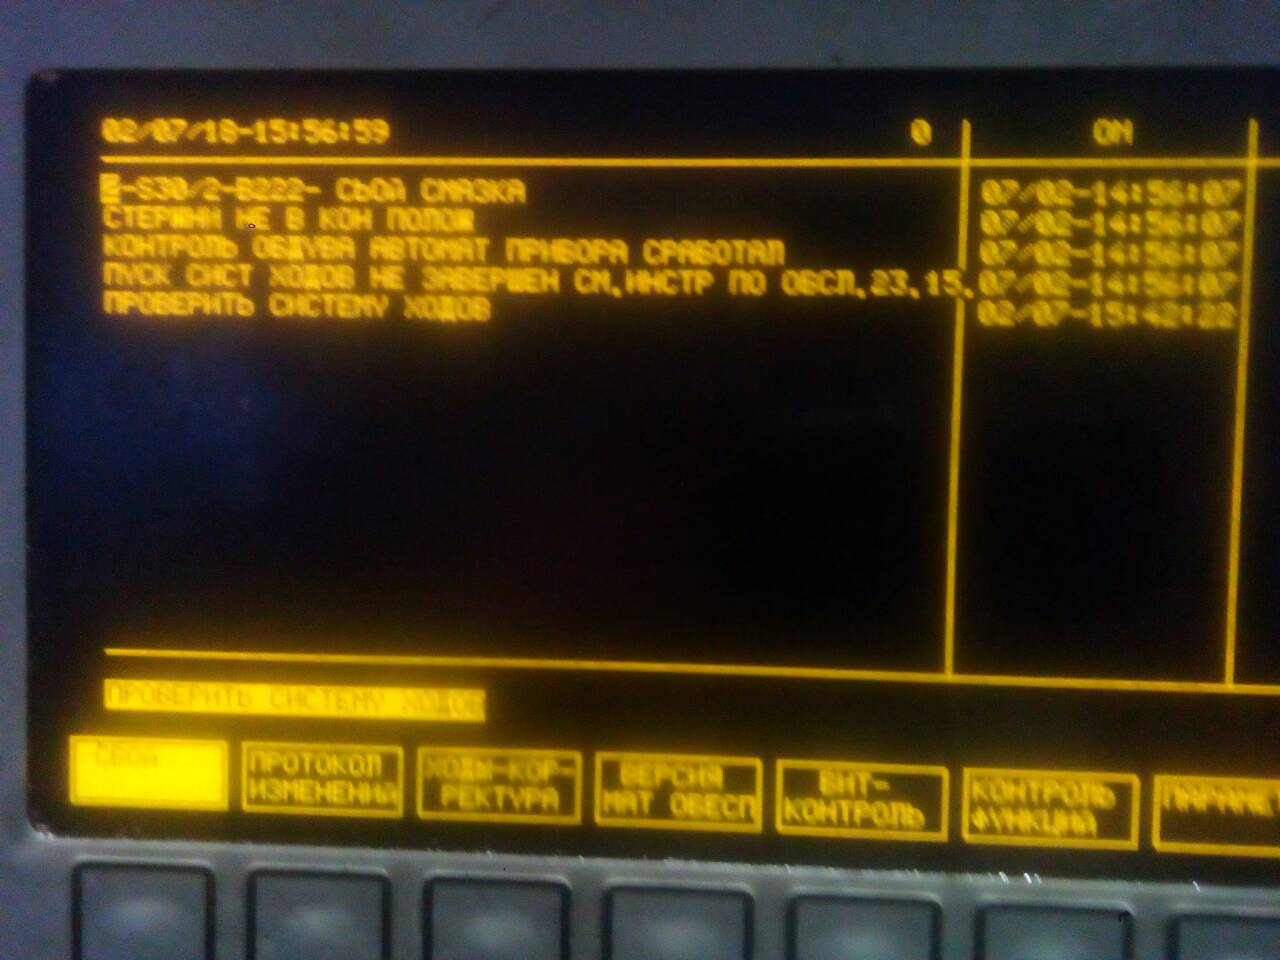 02/07/18-15:56:59 0 ОМ
-S30/2-B222- СЬОЙ СМАЗКА 07/02-14:56:07
СТЕРЖНИ НЕ В КОН ПОЛОЖ 07/02-14:56:07
КОНТРОЛЬ ОБДУВА АВТОМАТ ПРИБОРА СРАБОТАЛ 07/02-14:56:07
ПУСК СИСТ ХОДОВ НЕ ЗАВЕРШЕН СМ,ИНСТР ПО ОБСЛ,23,15, 07/02-14:56:07
ПРОВЕРИТЬ СИСТЕМУ ХОДОВ 02/07-15:42:22
ПРОВЕРИТЬ СИСТЕМУ ХОДОВ
СБОИ
ПРОТОКОЛ
ИЗМЕНЕНИЙ
ХОДЫ-КОР-
РЕКТУРА
ВЕРСИЯ
МАТ ОБЕСП
БИТ-
КОНТРОЛЬ
КОНТРОЛЬ
ФУНКЦИЙ
ПАРАМЕТ